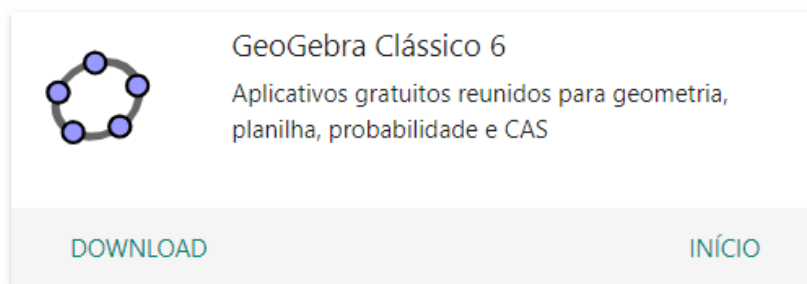 GeoGebra Clássico 6
Aplicativos gratuitos reunidos para geometria,
planilha, probabilidade e CAS
DOWNLOAD
INÍCIO